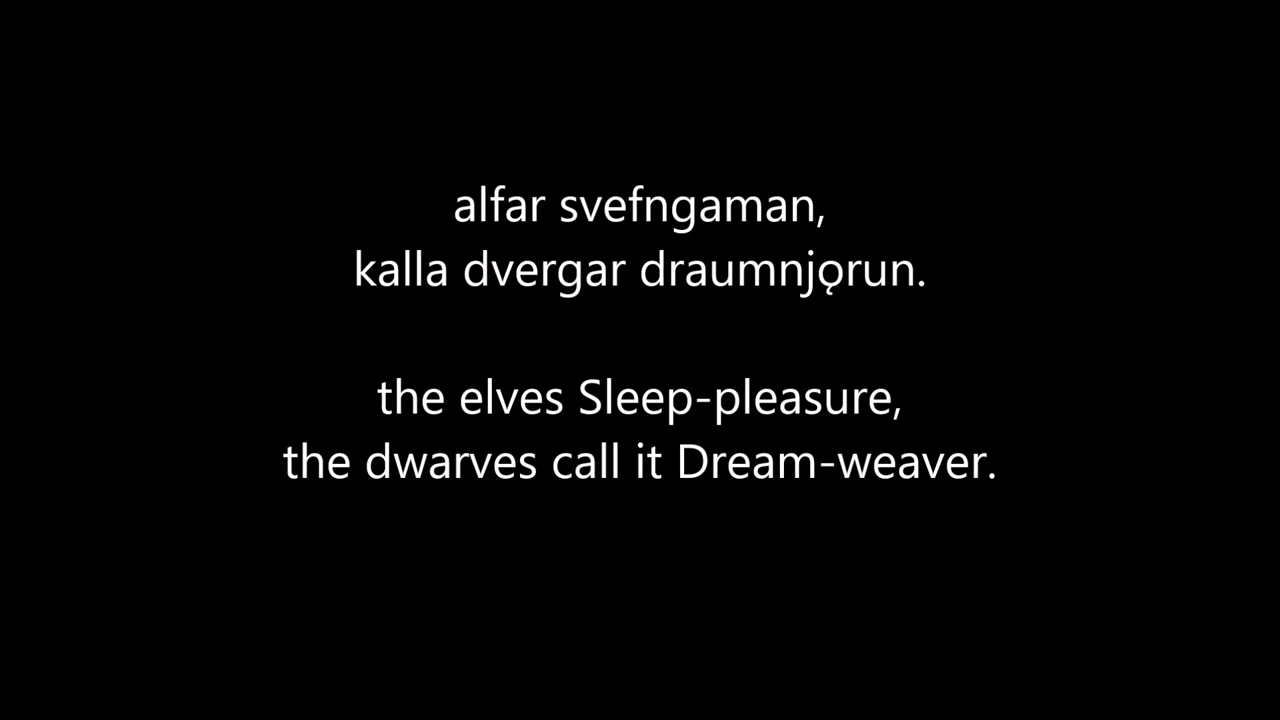 alfar svefngaman,
kalla dvergar draumnjǫrun.
the elves Sleep-pleasure,
the dwarves call it Dream-weaver.